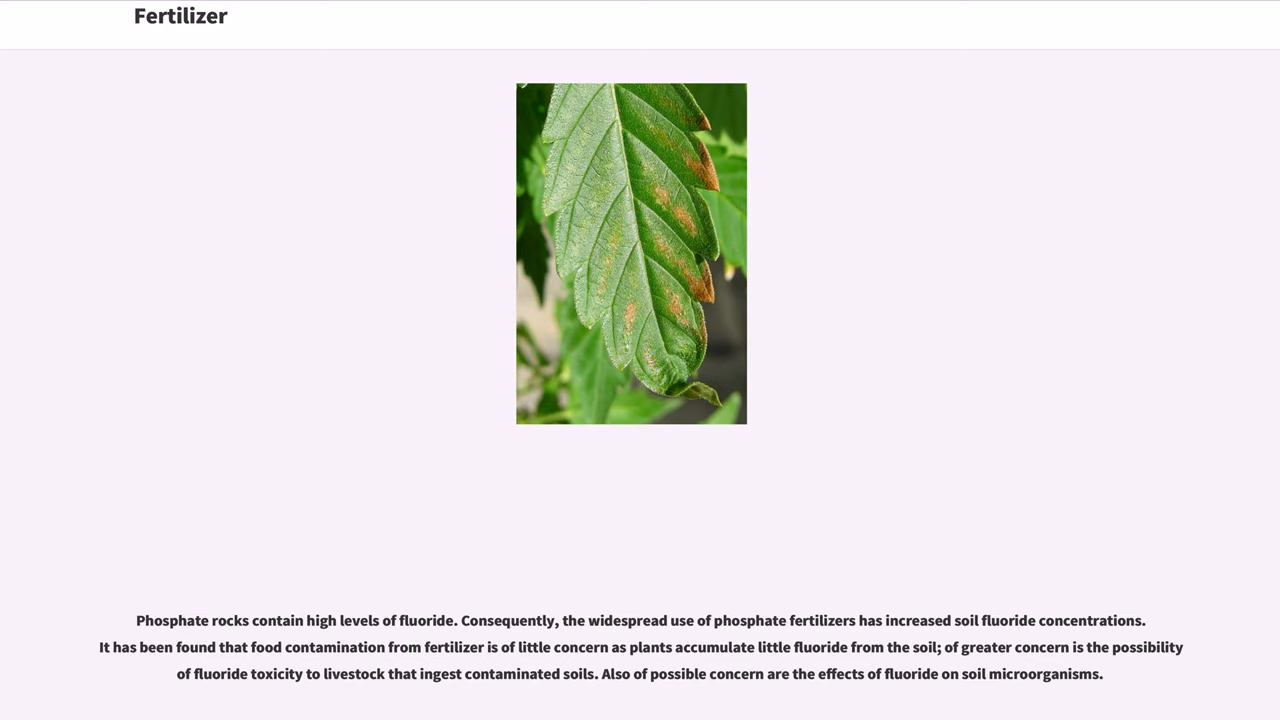 Fertilizer
Phosphate rocks contain high levels of fluoride. Consequently, the widespread use of phosphate fertilizers has increased soil fluoride concentrations.
It has been found that food contamination from fertilizer is of little concern as plants accumulate little fluoride from the soil; of greater concern is the possibility
of fluoride toxicity to livestock that ingest contaminated soils. Also of possible concern are the effects of fluoride on soil microorganisms.